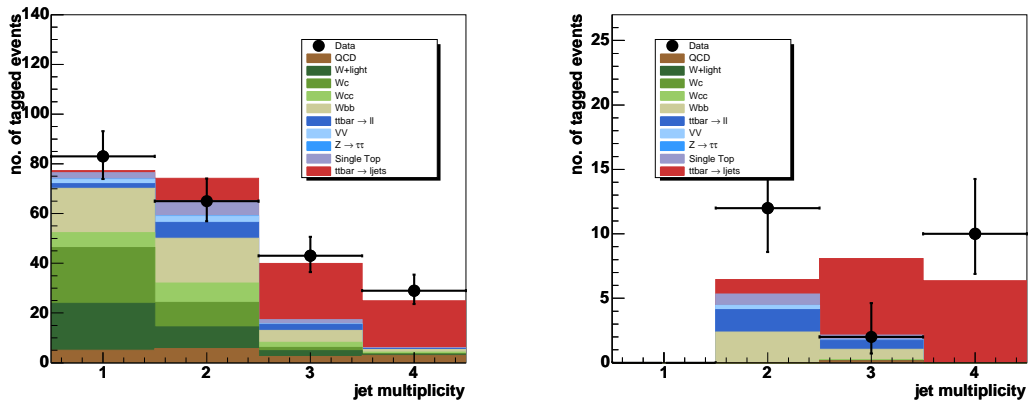 no. of tagged events
140
120
100
80
60
40
20
0
Data
QCD
W+light
Wc
Wcc
Wbb
ttbar → ll
VV
Z → ττ
Single Top
ttbar → ljets
1 2 3 4
jet multiplicity
no. of tagged events
25
20
15
10
5
0
Data
QCD
W+light
Wc
Wcc
Wbb
ttbar → ll
VV
Z → ττ
Single Top
ttbar → ljets
1 2 3 4
jet multiplicity